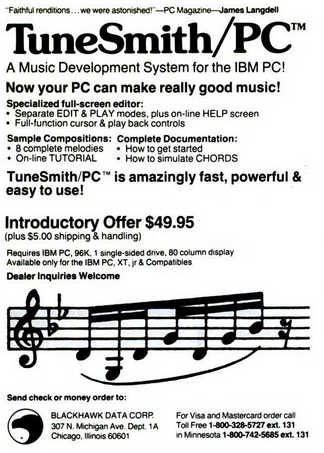 "Faithful renditions... we were astonished!"—PC Magazine—James Langdell
TuneSmith/PC™
A Music Development System for the IBM PC!
Now your PC can make really good music!
Specialized full-screen editor:
• Separate EDIT & PLAY modes, plus on-line HELP screen
• Full-function cursor & play back controls
Sample Compositions:
• 8 complete melodies
• On-line TUTORIAL
Complete Documentation:
• How to get started
• How to simulate CHORDS
TuneSmith/PC™ is amazingly fast, powerful &
easy to use!
Introductory Offer $49.95
(plus $5.00 shipping & handling)
Requires IBM PC, 96K, 1 single-sided drive, 80 column display
Available only for the IBM PC, XT, jr & Compatibles
Dealer Inquiries Welcome
Send check or money order to:
BLACKHAWK DATA CORP.
307 N. Michigan Ave. Dept. 1A
Chicago, Illinois 60601
For Visa and Mastercard order call
Toll Free 1-800-328-5727 ext. 131
in Minnesota 1-800-742-5685 ext. 131